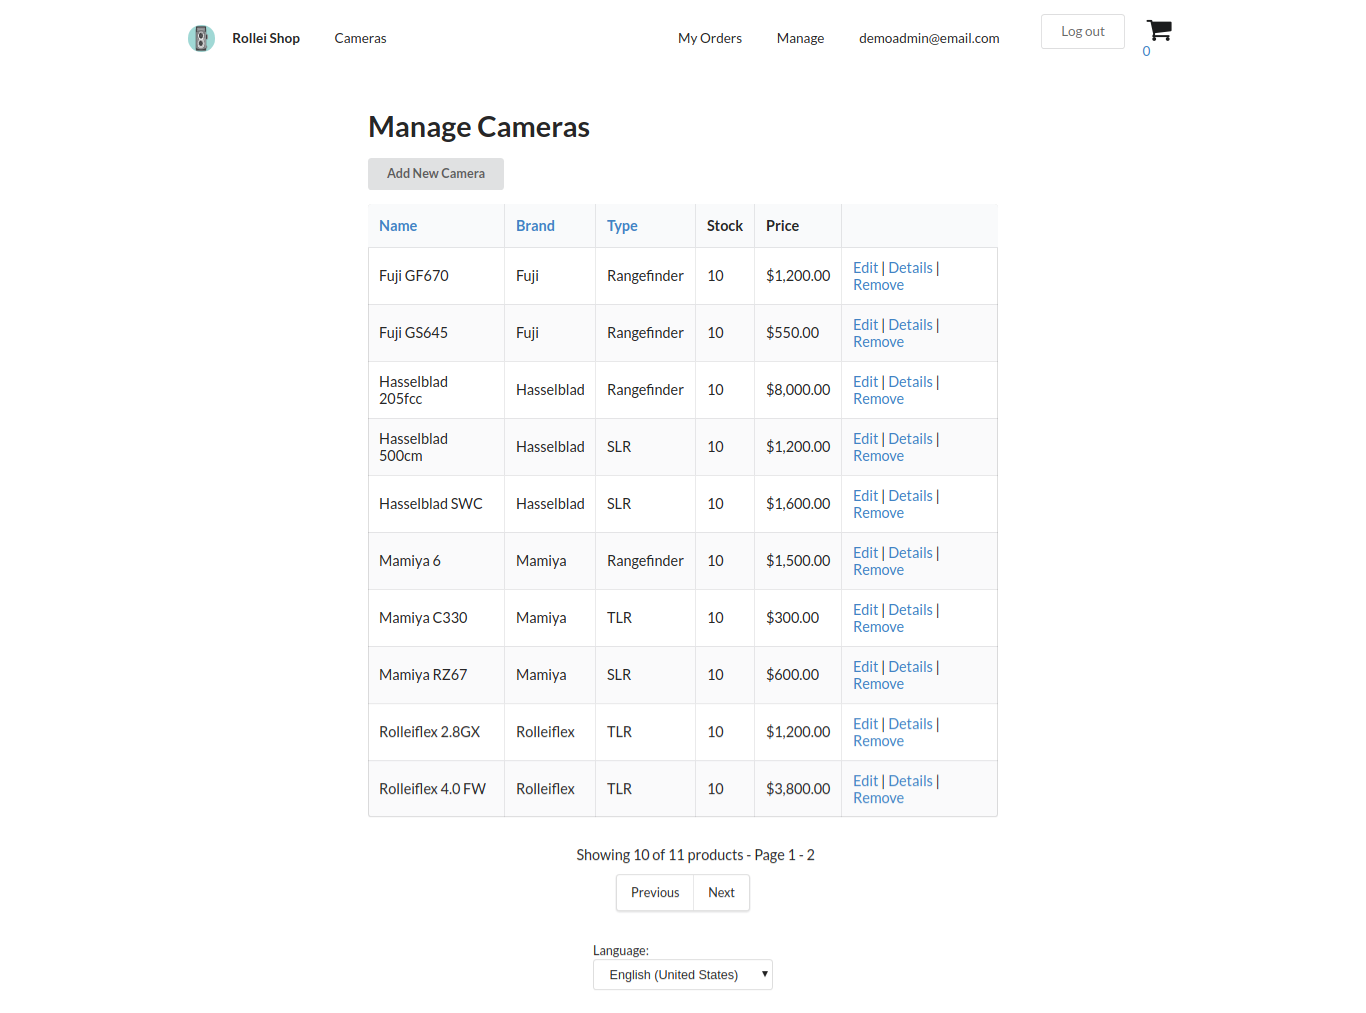 Rollei Shop Cameras My Orders Manage demoadmin@email.com Log out
0
Manage Cameras
Add New Camera
Name Brand Type Stock Price
Fuji GF670 Fuji Rangefinder 10 $1,200.00 Edit | Details | Remove
Fuji GS645 Fuji Rangefinder 10 $550.00 Edit | Details | Remove
Hasselblad 205fcc Hasselblad Rangefinder 10 $8,000.00 Edit | Details | Remove
Hasselblad 500cm Hasselblad SLR 10 $1,200.00 Edit | Details | Remove
Hasselblad SWC Hasselblad SLR 10 $1,600.00 Edit | Details | Remove
Mamiya 6 Mamiya Rangefinder 10 $1,500.00 Edit | Details | Remove
Mamiya C330 Mamiya TLR 10 $300.00 Edit | Details | Remove
Mamiya RZ67 Mamiya SLR 10 $600.00 Edit | Details | Remove
Rolleiflex 2.8GX Rolleiflex TLR 10 $1,200.00 Edit | Details | Remove
Rolleiflex 4.0 FW Rolleiflex TLR 10 $3,800.00 Edit | Details | Remove
Showing 10 of 11 products - Page 1 - 2
Previous Next
Language:
English (United States)